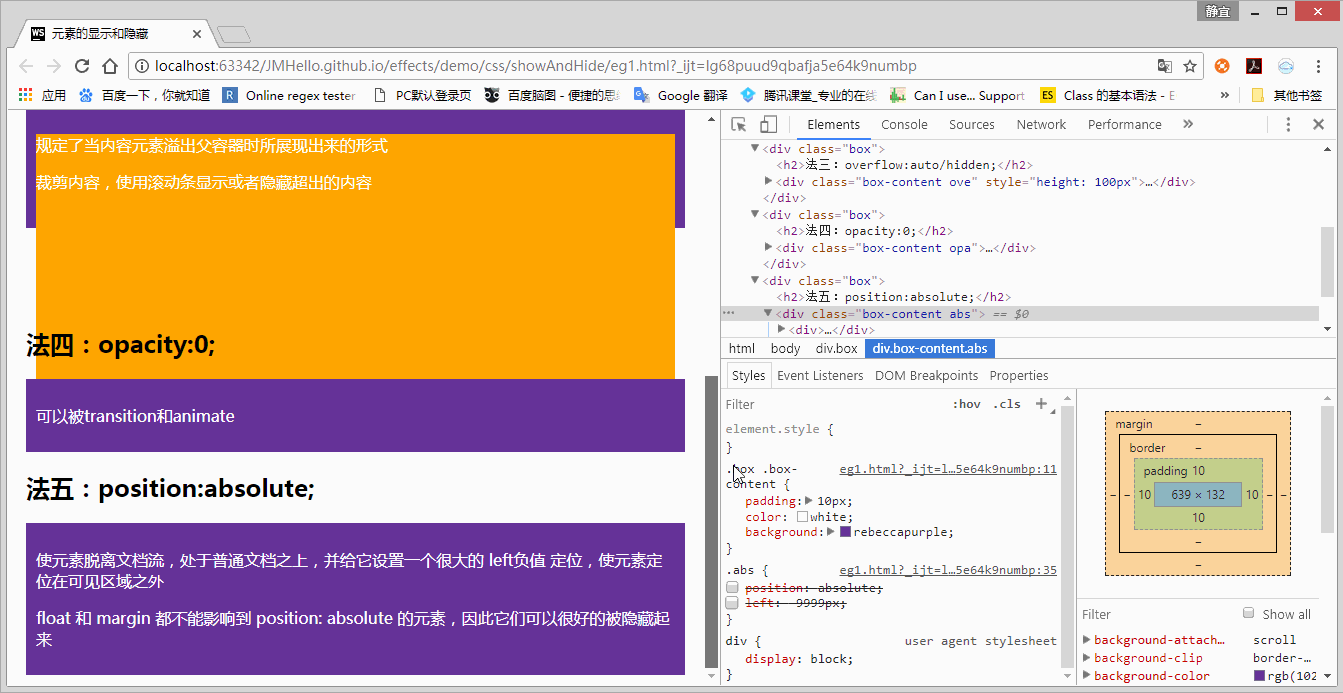 静宜
WS 元素的显示和隐藏
localhost:63342/JMHello.github.io/effects/demo/css/showAndHide/eg1.html?_ijt=lg68puud9qbafja5e64k9numbp
应用 百度一下，你就知道 R Online regex tester PC默认登录页 百度脑图 - 便捷的思 Google 翻译 腾讯课堂_专业的在线 Can I use... Support ES Class 的基本语法 - E » 其他书签
规定了当内容元素溢出父容器时所展现出来的形式
裁剪内容，使用滚动条显示或者隐藏超出的内容
法四：opacity:0;
可以被transition和animate
法五：position:absolute;
使元素脱离文档流，处于普通文档之上，并给它设置一个很大的 left负值 定位，使元素定
位在可见区域之外
float 和 margin 都不能影响到 position: absolute 的元素，因此它们可以很好的被隐藏起
来
Elements Console Sources Network Performance »
<div class="box">
<h2>法三：overflow:auto/hidden;</h2>
<div class="box-content ove" style="height: 100px">…</div>
</div>
<div class="box">
<h2>法四：opacity:0;</h2>
<div class="box-content opa">…</div>
</div>
<div class="box">
<h2>法五：position:absolute;</h2>
<div class="box-content abs"> == $0
<div>…</div>
html body div.box div.box-content.abs
Styles Event Listeners DOM Breakpoints Properties
Filter :hov .cls +
element.style {
}
.box .box- eg1.html?_ijt=l…5e64k9numbp:11
content {
padding: 10px;
color: white;
background: rebeccapurple;
}
.abs { eg1.html?_ijt=l…5e64k9numbp:35
position: absolute;
left: -9999px;
}
div { user agent stylesheet
display: block;
}
margin –
border –
padding 10
– – 10 639 × 132 10 – –
10
–
–
Filter Show all
background-attach… scroll
background-clip border-…
background-color rgb(102